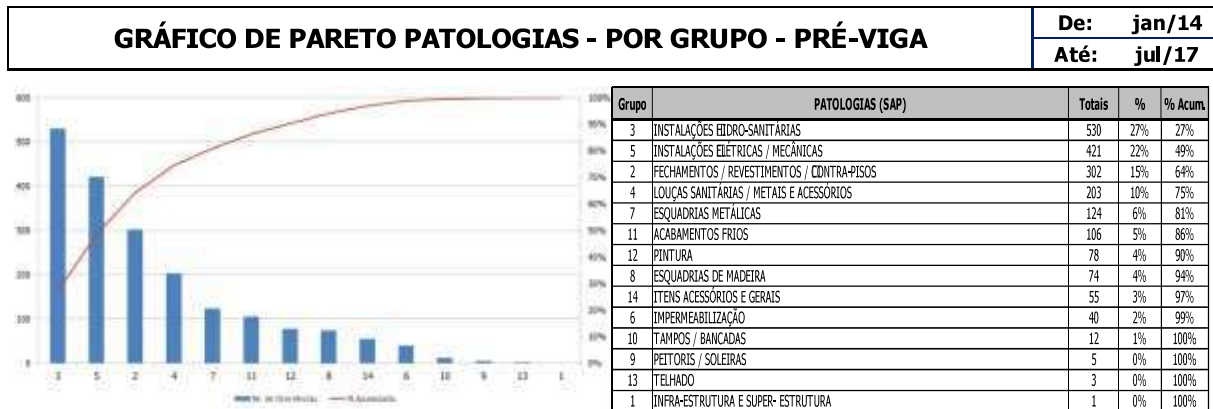 GRÁFICO DE PARETO PATOLOGIAS - POR GRUPO - PRÉ-VIGA
De: jan/14
Até: jul/17
600
500
400
300
200
100
0
100%
90%
80%
70%
60%
50%
40%
30%
20%
10%
0%
3 5 2 4 7 11 12 8 14 6 10 9 13 1
% Acumulada
Grupo PATOLOGIAS (SAP) Totais % % Acum.
3 INSTALAÇÕES HIDRO-SANITÁRIAS 530 27% 27%
5 INSTALAÇÕES ELÉTRICAS / MECÂNICAS 421 22% 49%
2 FECHAMENTOS / REVESTIMENTOS / CONTRA-PISOS 302 15% 64%
4 LOUÇAS SANITÁRIAS / METAIS E ACESSÓRIOS 203 10% 75%
7 ESQUADRIAS METÁLICAS 124 6% 81%
11 ACABAMENTOS FRIOS 106 5% 86%
12 PINTURA 78 4% 90%
8 ESQUADRIAS DE MADEIRA 74 4% 94%
14 ITENS ACESSÓRIOS E GERAIS 55 3% 97%
6 IMPERMEABILIZAÇÃO 40 2% 99%
10 TAMPOS / BANCADAS 12 1% 100%
9 PEITORIS / SOLEIRAS 5 0% 100%
13 TELHADO 3 0% 100%
1 INFRA-ESTRUTURA E SUPER- ESTRUTURA 1 0% 100%